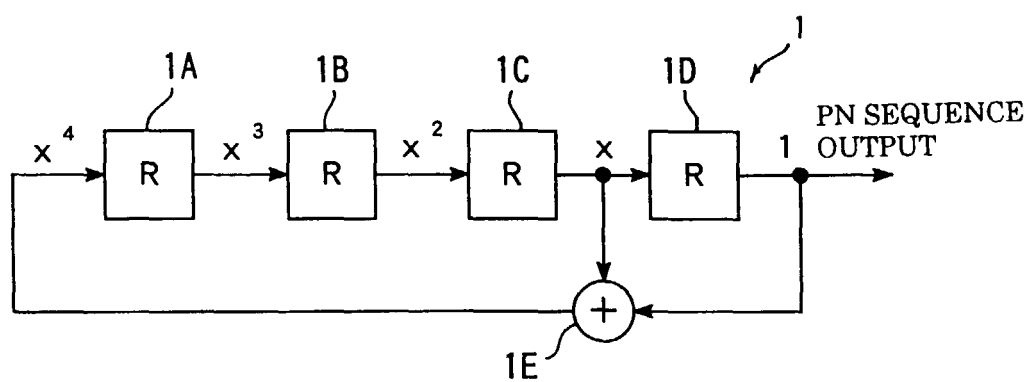 1
1A 1B 1C 1D
PN SEQUENCE
OUTPUT
x⁴ R x³ R x² R x R 1
+
1E